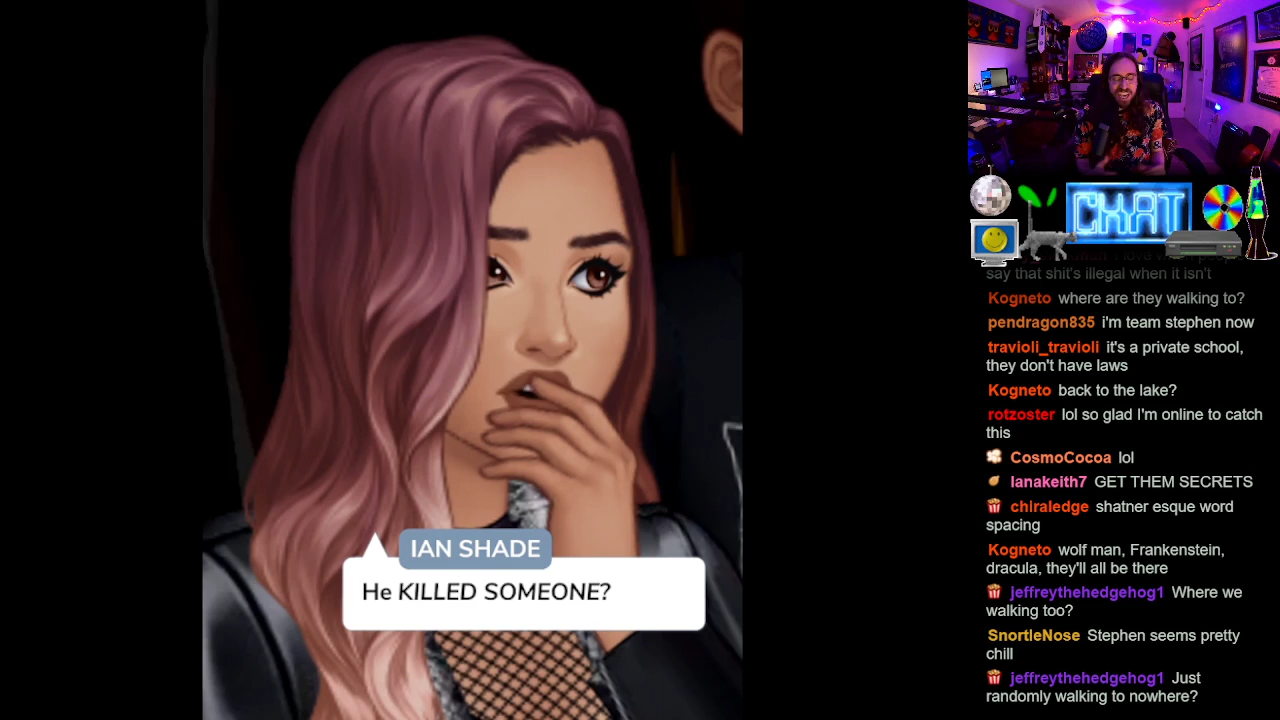 IAN SHADE
He KILLED SOMEONE?
CHAT
say that shit's illegal when it isn't
Kogneto where are they walking to?
pendragon835 i'm team stephen now
travioli_travioli it's a private school,
they don't have laws
Kogneto back to the lake?
rotzoster lol so glad I'm online to catch
this
CosmoCocoa lol
lanakeith7 GET THEM SECRETS
chiraledge shatner esque word
spacing
Kogneto wolf man, Frankenstein,
dracula, they'll all be there
jeffreythehedgehog1 Where we
walking too?
SnortleNose Stephen seems pretty
chill
jeffreythehedgehog1 Just
randomly walking to nowhere?